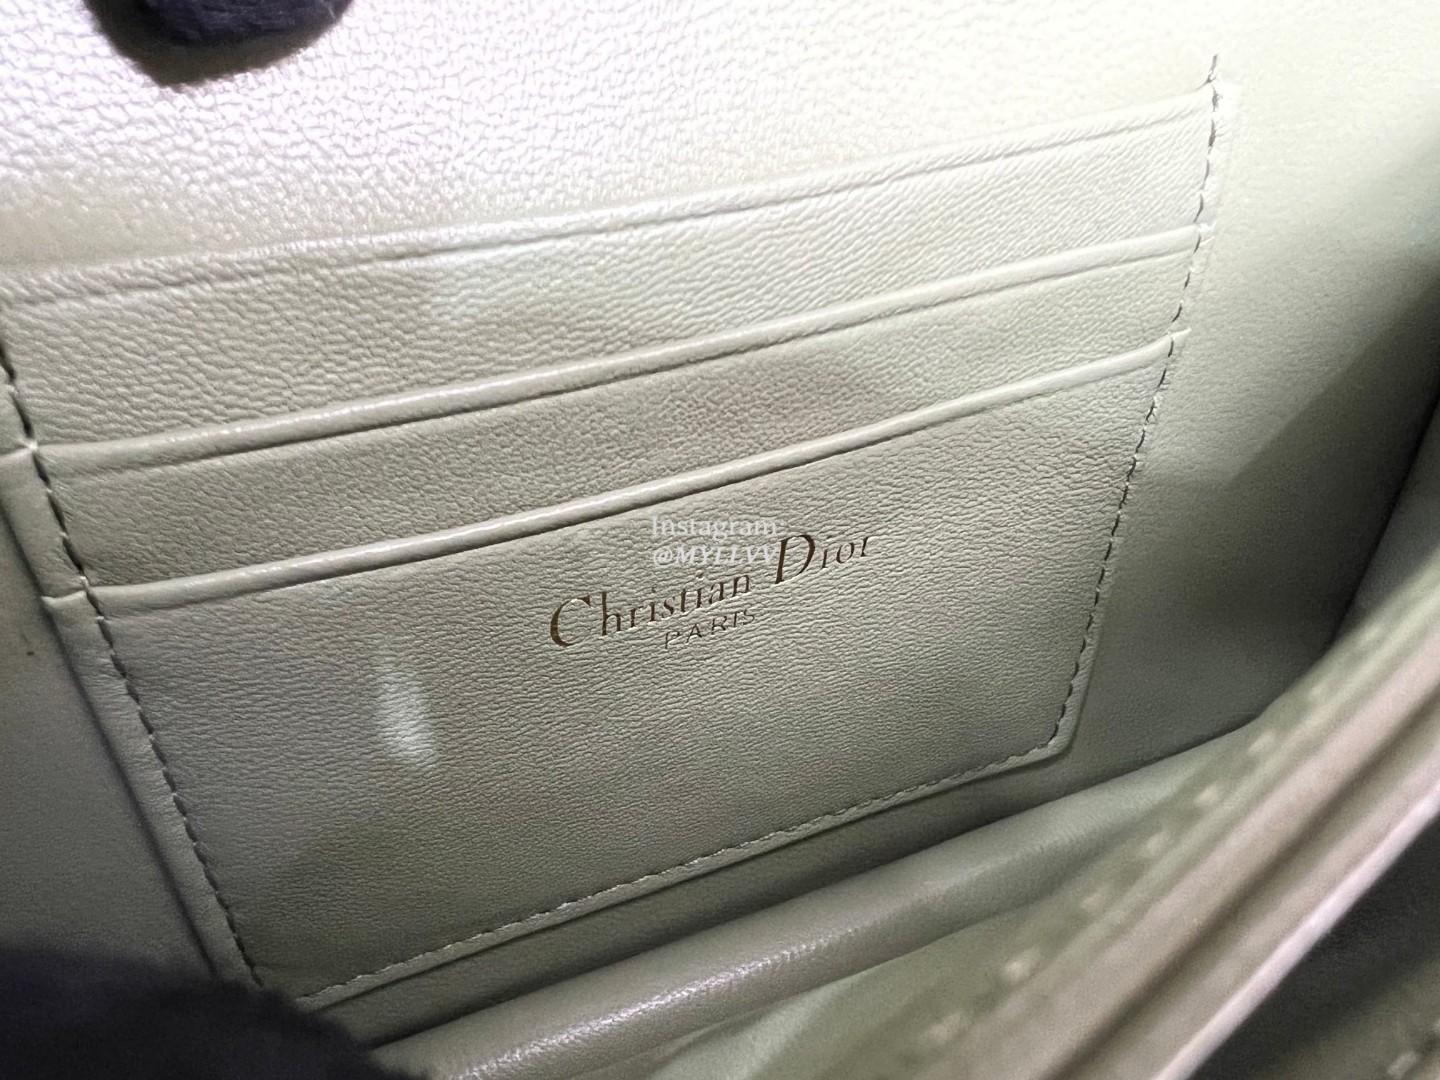 Instagram
@MYLLVV
Christian Dior
PARIS